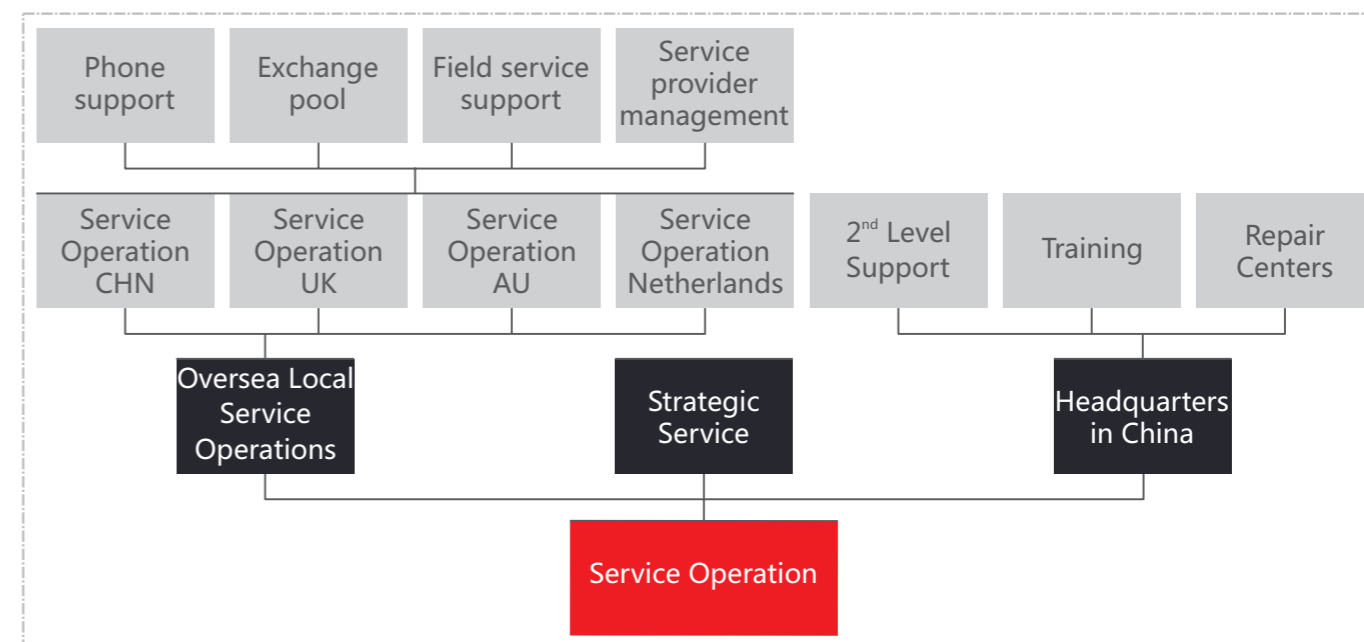 Phone
support
Exchange
pool
Field service
support
Service
provider
management
Service
Operation
CHN
Service
Operation
UK
Service
Operation
AU
Service
Operation
Netherlands
2nd Level
Support
Training
Repair
Centers
Oversea Local
Service
Operations
Strategic
Service
Headquarters
in China
Service Operation